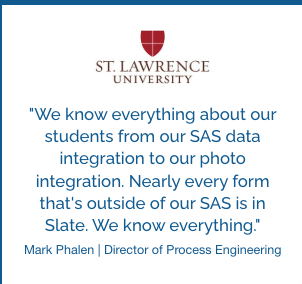 ST. LAWRENCE
UNIVERSITY
"We know everything about our
students from our SAS data
integration to our photo
integration. Nearly every form
that's outside of our SAS is in
Slate. We know everything."
Mark Phalen | Director of Process Engineering